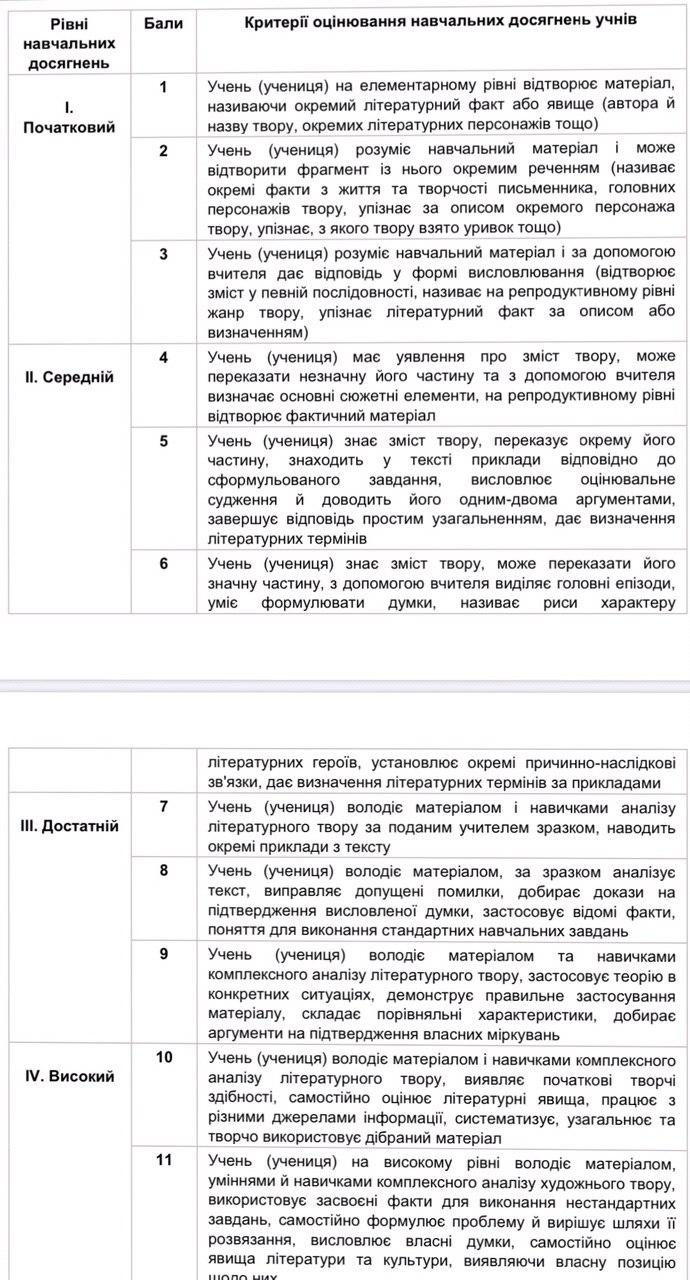 Рівні навчальних досягнень
Бали
Критерії оцінювання навчальних досягнень учнів
І. Початковий
1
Учень (учениця) на елементарному рівні відтворює матеріал,
називаючи окремий літературний факт або явище (автора й
назву твору, окремих літературних персонажів тощо)
2
Учень (учениця) розуміє навчальний матеріал і може
відтворити фрагмент із нього окремим реченням (називає
окремі факти з життя та творчості письменника, головних
персонажів твору, упізнає за описом окремого персонажа
твору, упізнає, з якого твору взято уривок тощо)
3
Учень (учениця) розуміє навчальний матеріал і за допомогою
вчителя дає відповідь у формі висловлювання (відтворює
зміст у певній послідовності, називає на репродуктивному рівні
жанр твору, упізнає літературний факт за описом або
визначенням)
ІІ. Середній
4
Учень (учениця) має уявлення про зміст твору, може
переказати незначну його частину та з допомогою вчителя
визначає основні сюжетні елементи, на репродуктивному рівні
відтворює фактичний матеріал
5
Учень (учениця) знає зміст твору, переказує окрему його
частину, знаходить у тексті приклади відповідно до
сформульованого завдання, висловлює оцінювальне
судження й доводить його одним-двома аргументами,
завершує відповідь простим узагальненням, дає визначення
літературних термінів
6
Учень (учениця) знає зміст твору, може переказати його
значну частину, з допомогою вчителя виділяє головні епізоди,
уміє формулювати думки, називає риси характеру
літературних героїв, установлює окремі причинно-наслідкові
зв'язки, дає визначення літературних термінів за прикладами
ІІІ. Достатній
7
Учень (учениця) володіє матеріалом і навичками аналізу
літературного твору за поданим учителем зразком, наводить
окремі приклади з тексту
8
Учень (учениця) володіє матеріалом, за зразком аналізує
текст, виправляє допущені помилки, добирає докази на
підтвердження висловленої думки, застосовує відомі факти,
поняття для виконання стандартних навчальних завдань
9
Учень (учениця) володіє матеріалом та навичками
комплексного аналізу літературного твору, застосовує теорію в
конкретних ситуаціях, демонструє правильне застосування
матеріалу, складає порівняльні характеристики, добирає
аргументи на підтвердження власних міркувань
IV. Високий
10
Учень (учениця) володіє матеріалом і навичками комплексного
аналізу літературного твору, виявляє початкові творчі
здібності, самостійно оцінює літературні явища, працює з
різними джерелами інформації, систематизує, узагальнює та
творчо використовує дібраний матеріал
11
Учень (учениця) на високому рівні володіє матеріалом,
уміннями й навичками комплексного аналізу художнього твору,
використовує засвоєні факти для виконання нестандартних
завдань, самостійно формулює проблему й вирішує шляхи її
розвязання, висловлює власні думки, самостійно оцінює
явища літератури та культури, виявляючи власну позицію
щодо них